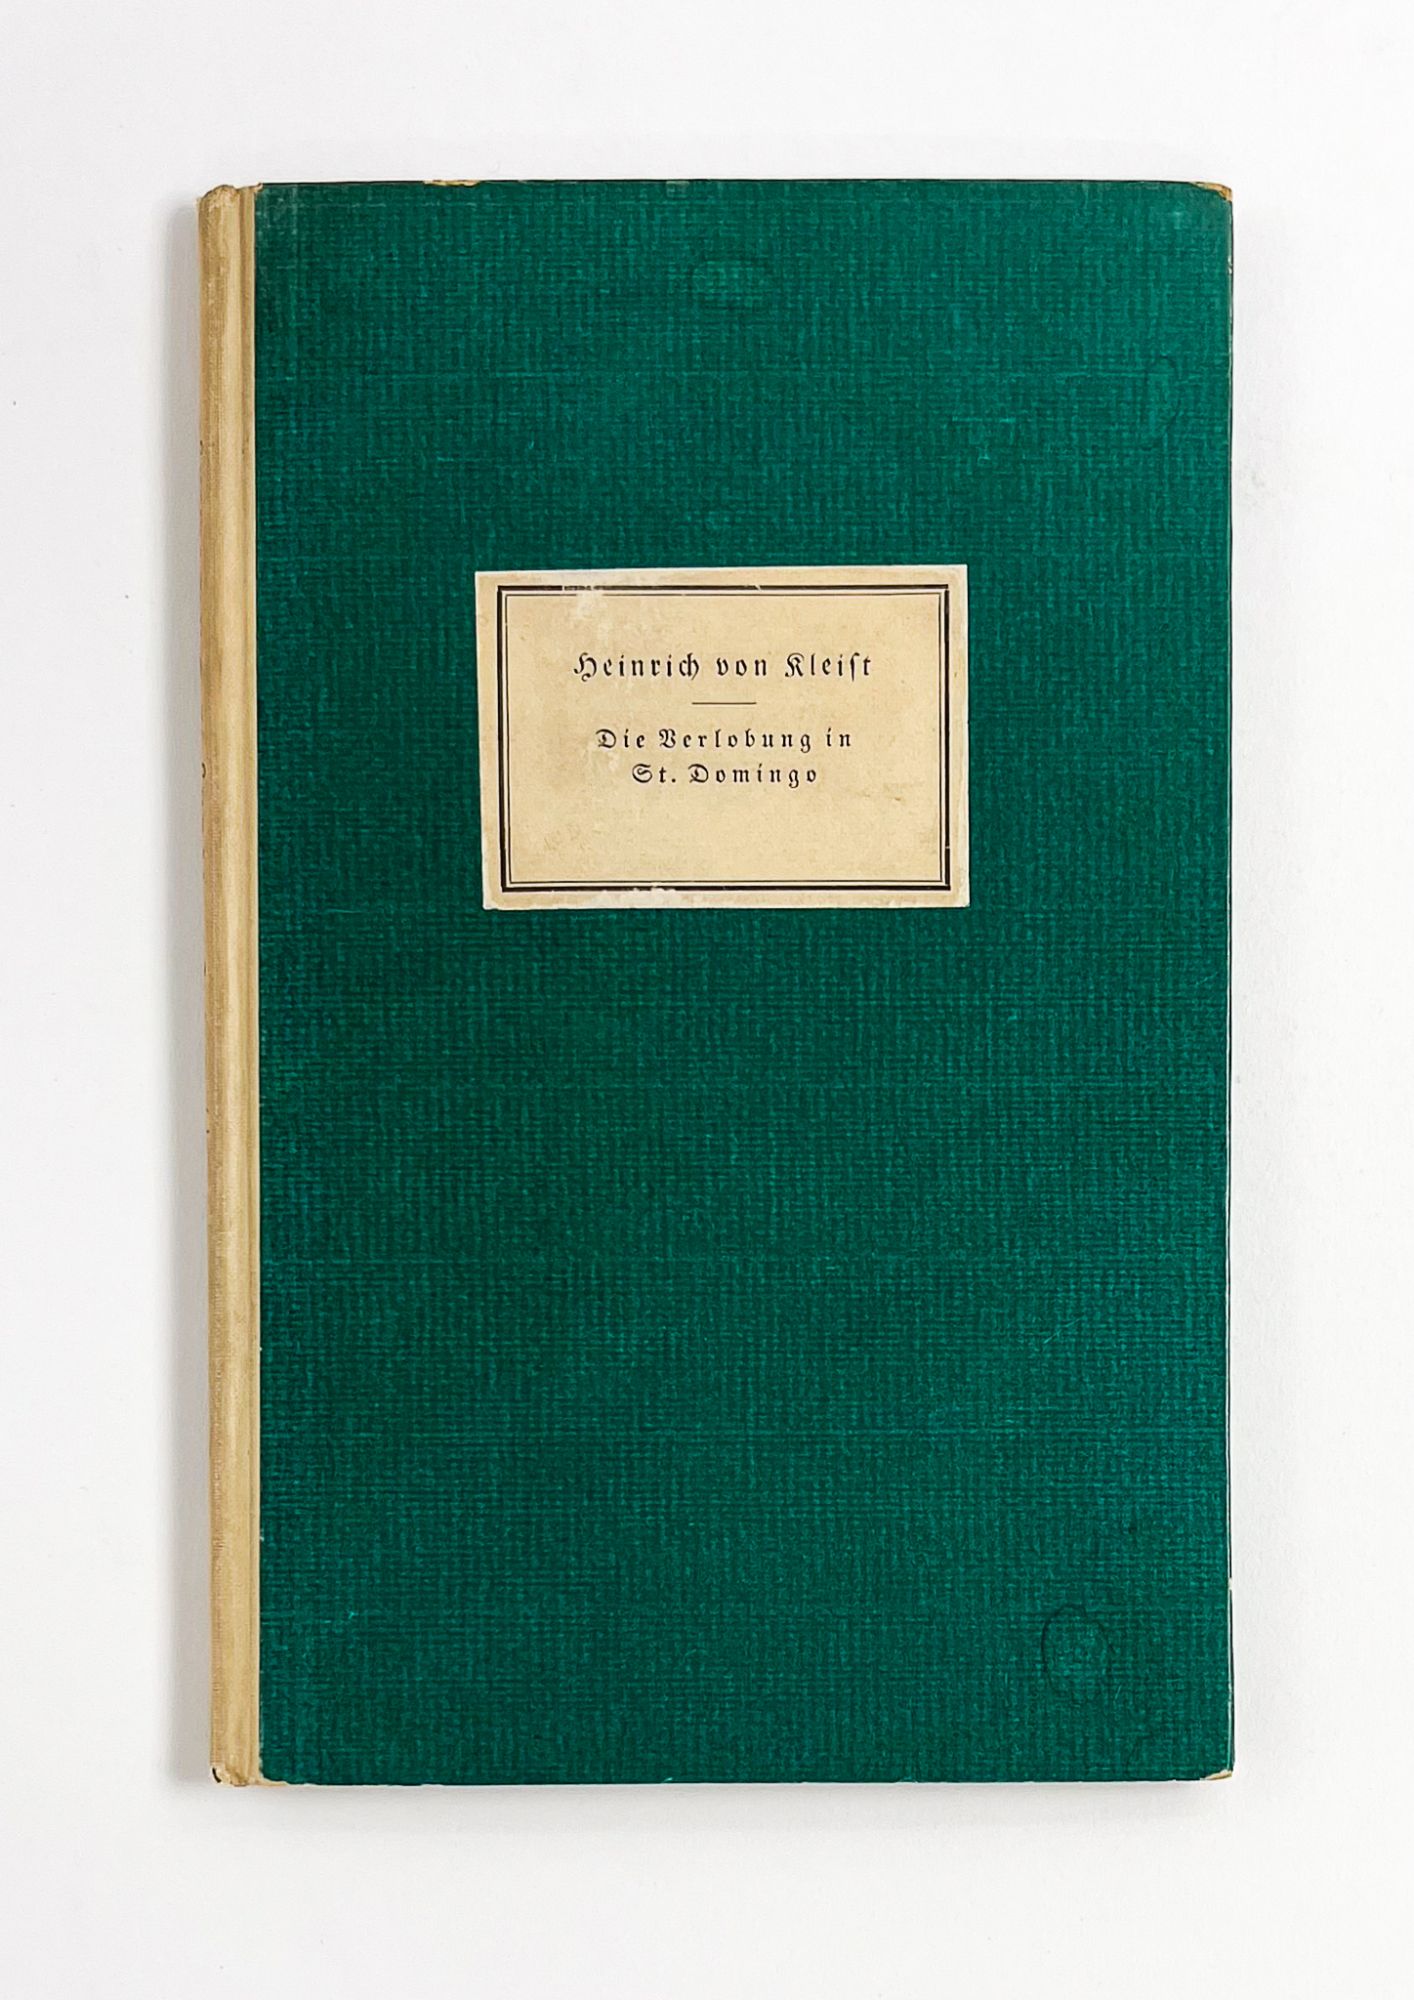 Heinrich von Kleiſt
Die Verlobung in
St. Domingo